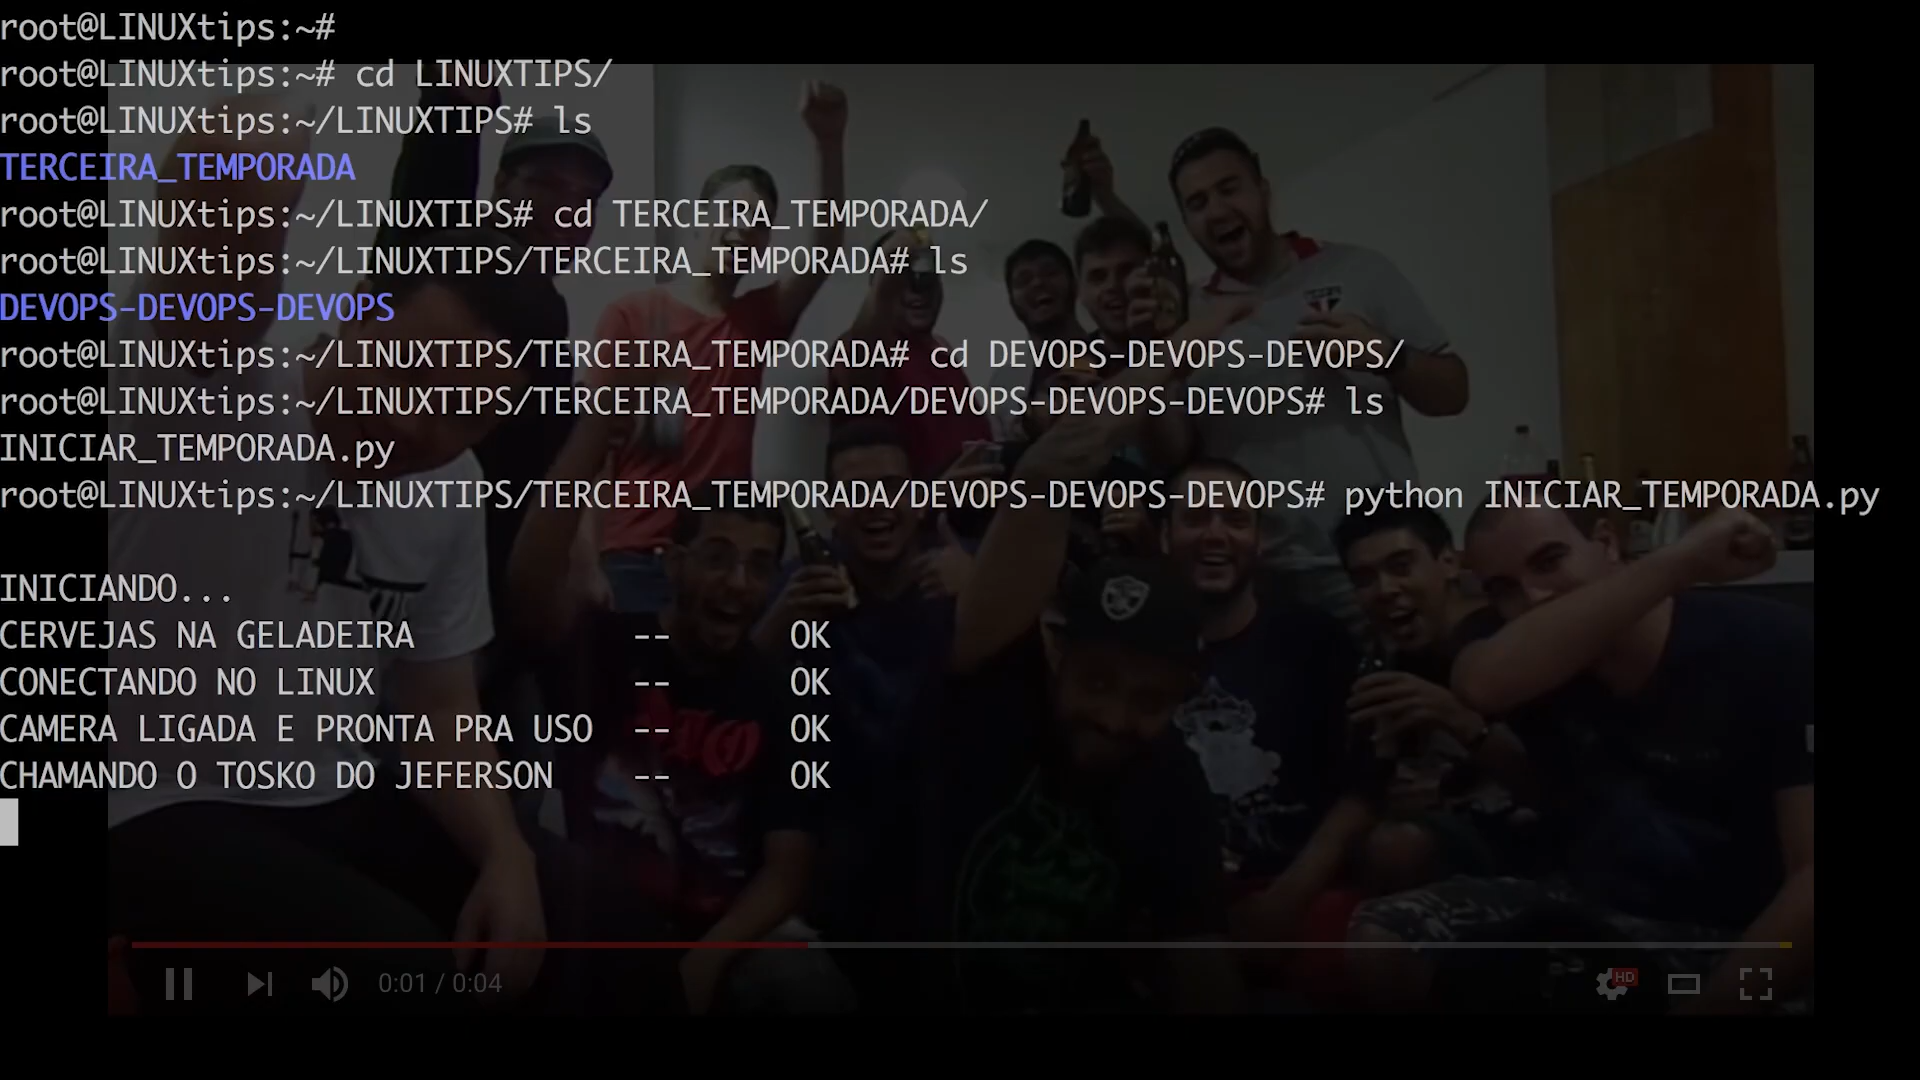 root@LINUXtips:~#
root@LINUXtips:~# cd LINUXTIPS/
root@LINUXtips:~/LINUXTIPS# ls
TERCEIRA_TEMPORADA
root@LINUXtips:~/LINUXTIPS# cd TERCEIRA_TEMPORADA/
root@LINUXtips:~/LINUXTIPS/TERCEIRA_TEMPORADA# ls
DEVOPS-DEVOPS-DEVOPS
root@LINUXtips:~/LINUXTIPS/TERCEIRA_TEMPORADA# cd DEVOPS-DEVOPS-DEVOPS/
root@LINUXtips:~/LINUXTIPS/TERCEIRA_TEMPORADA/DEVOPS-DEVOPS-DEVOPS# ls
INICIAR_TEMPORADA.py
root@LINUXtips:~/LINUXTIPS/TERCEIRA_TEMPORADA/DEVOPS-DEVOPS-DEVOPS# python INICIAR_TEMPORADA.py
INICIANDO...
CERVEJAS NA GELADEIRA -- OK
CONECTANDO NO LINUX -- OK
CAMERA LIGADA E PRONTA PRA USO -- OK
CHAMANDO O TOSKO DO JEFERSON -- OK
0:01 / 0:04 HD